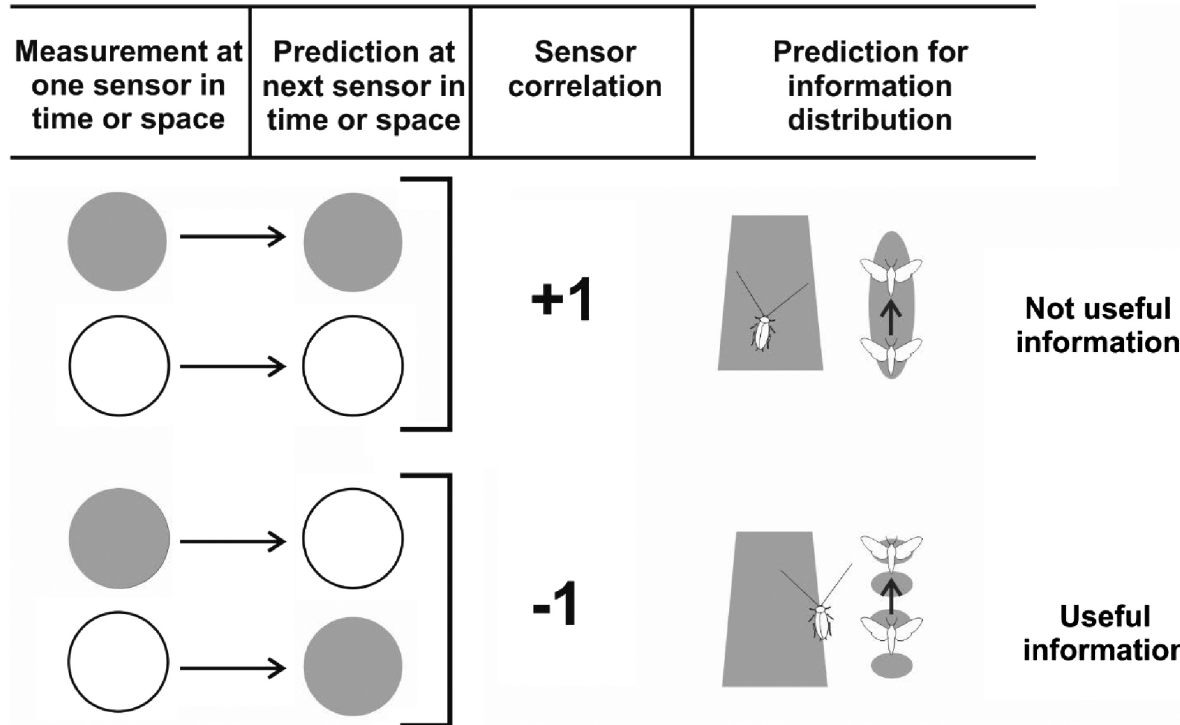 Measurement at
one sensor in
time or space
Prediction at
next sensor in
time or space
Sensor
correlation
Prediction for
information
distribution
+1
Not useful
information
-1
Useful
information